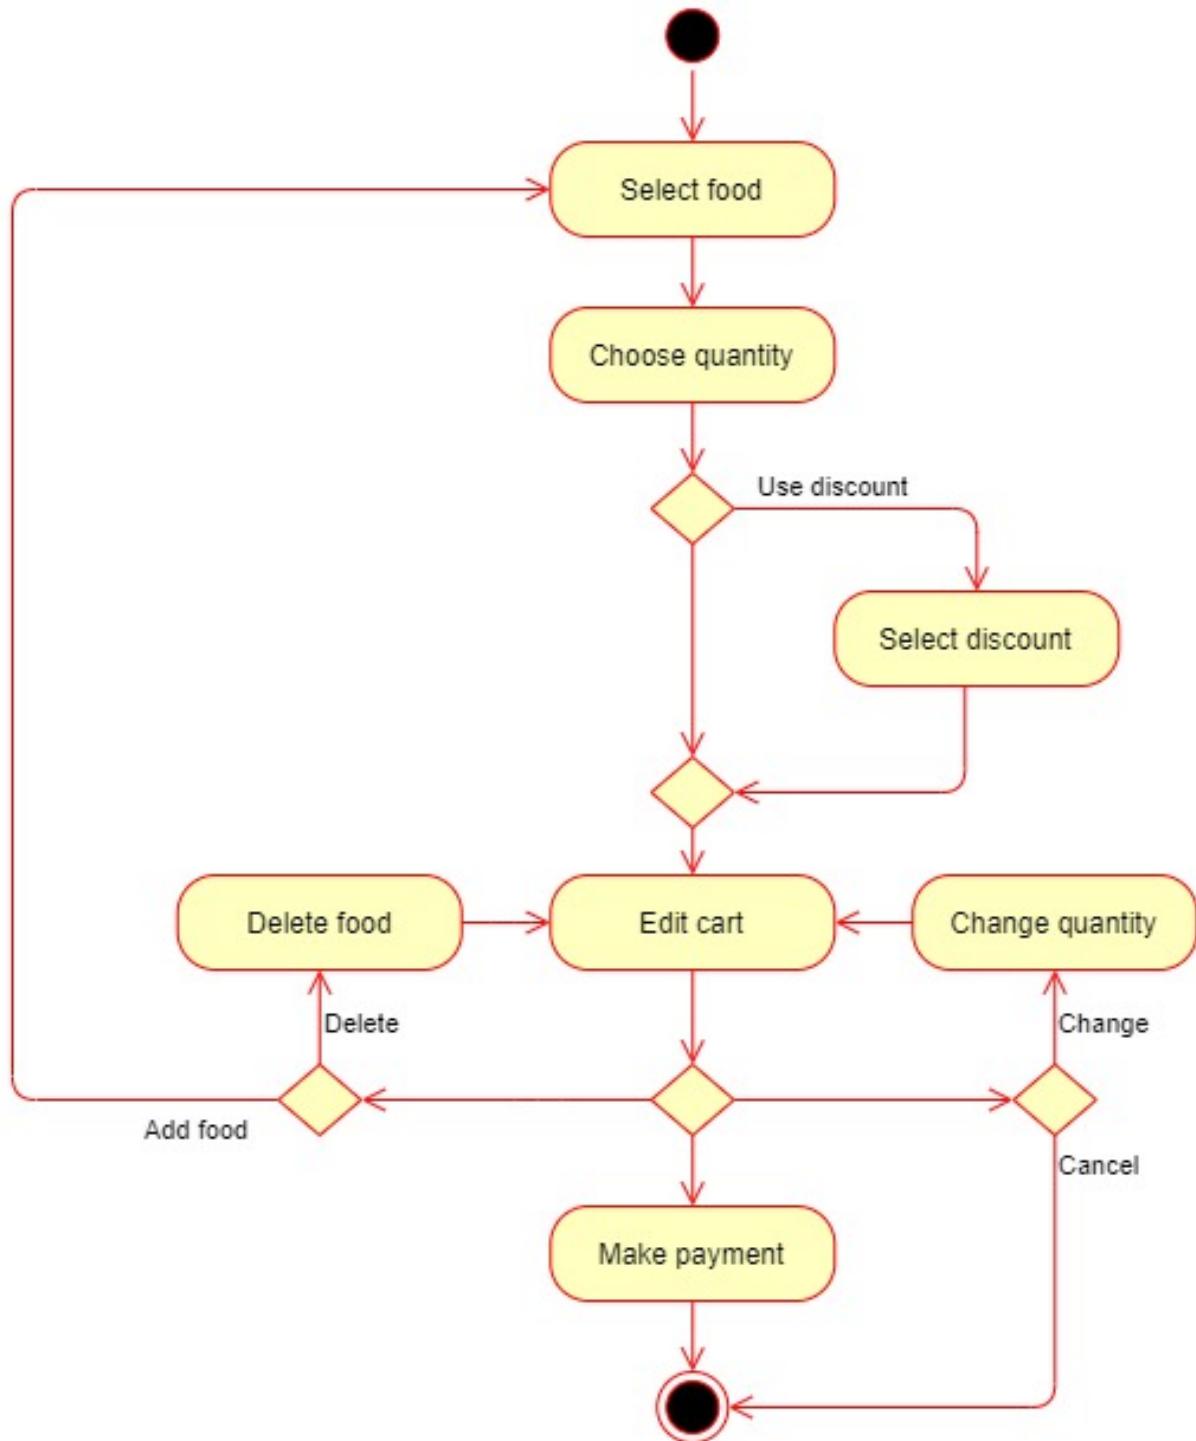 Select food
Choose quantity
Use discount
Select discount
Delete food
Edit cart
Change quantity
Delete
Change
Add food
Cancel
Make payment